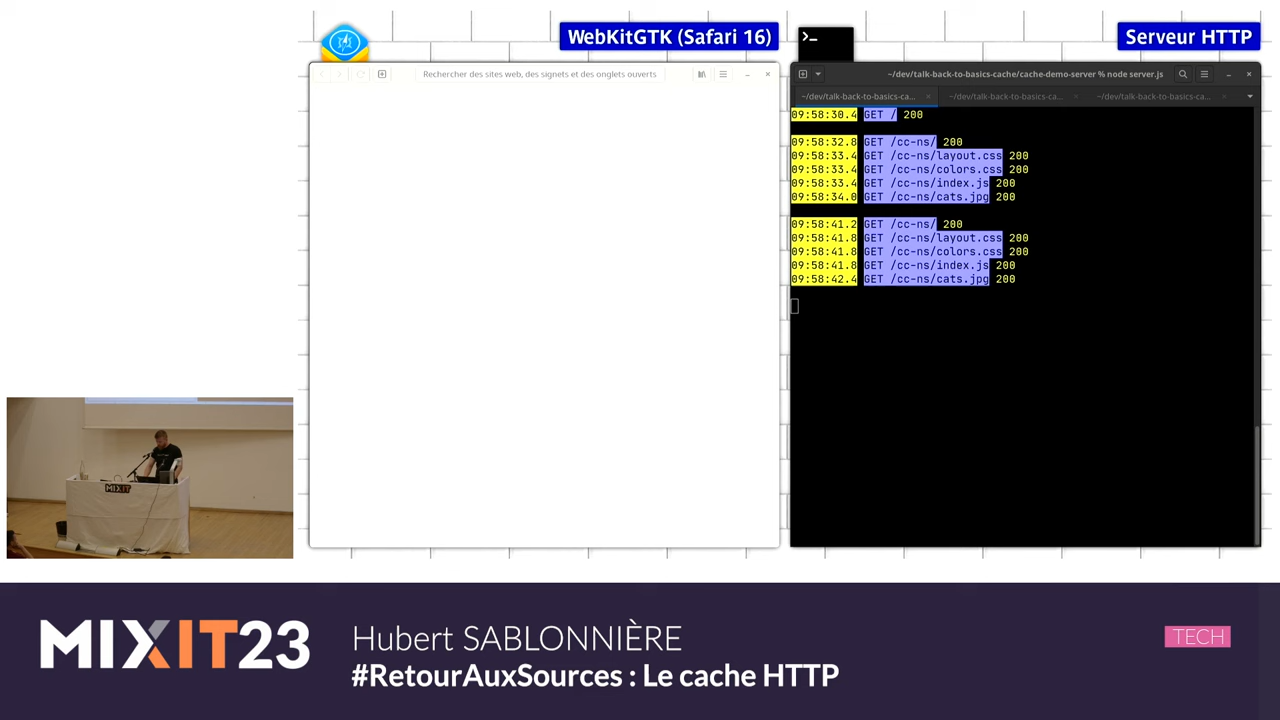 WebKitGTK (Safari 16)
Serveur HTTP
Rechercher des sites web, des signets et des onglets ouverts
~/dev/talk-back-to-basics-cache/cache-demo-server % node server.js
~/dev/talk-back-to-basics-ca...
~/dev/talk-back-to-basics-ca...
~/dev/talk-back-to-basics-ca...
09:58:30.4 GET / 200
09:58:32.8 GET /cc-ns/ 200
09:58:33.4 GET /cc-ns/layout.css 200
09:58:33.4 GET /cc-ns/colors.css 200
09:58:33.4 GET /cc-ns/index.js 200
09:58:34.0 GET /cc-ns/cats.jpg 200
09:58:41.2 GET /cc-ns/ 200
09:58:41.8 GET /cc-ns/layout.css 200
09:58:41.8 GET /cc-ns/colors.css 200
09:58:41.8 GET /cc-ns/index.js 200
09:58:42.4 GET /cc-ns/cats.jpg 200
MIXIT
MIXIT23
Hubert SABLONNIÈRE
#RetourAuxSources : Le cache HTTP
TECH